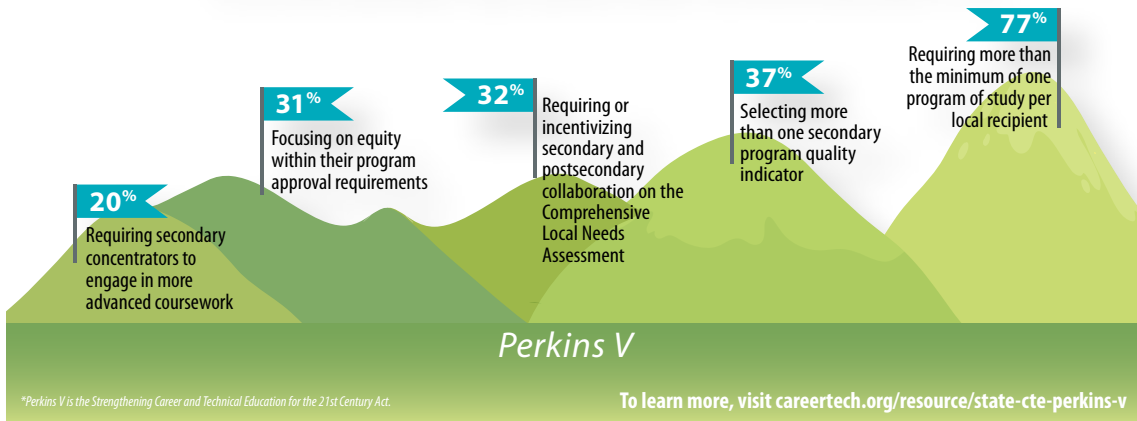 20%
Requiring secondary
concentrators to
engage in more
advanced coursework
31%
Focusing on equity
within their program
approval requirements
32%
Requiring or
incentivizing
secondary and
postsecondary
collaboration on the
Comprehensive
Local Needs
Assessment
37%
Selecting more
than one secondary
program quality
indicator
77%
Requiring more than
the minimum of one
program of study per
local recipient
Perkins V
*Perkins V is the Strengthening Career and Technical Education for the 21st Century Act.
To learn more, visit careertech.org/resource/state-cte-perkins-v